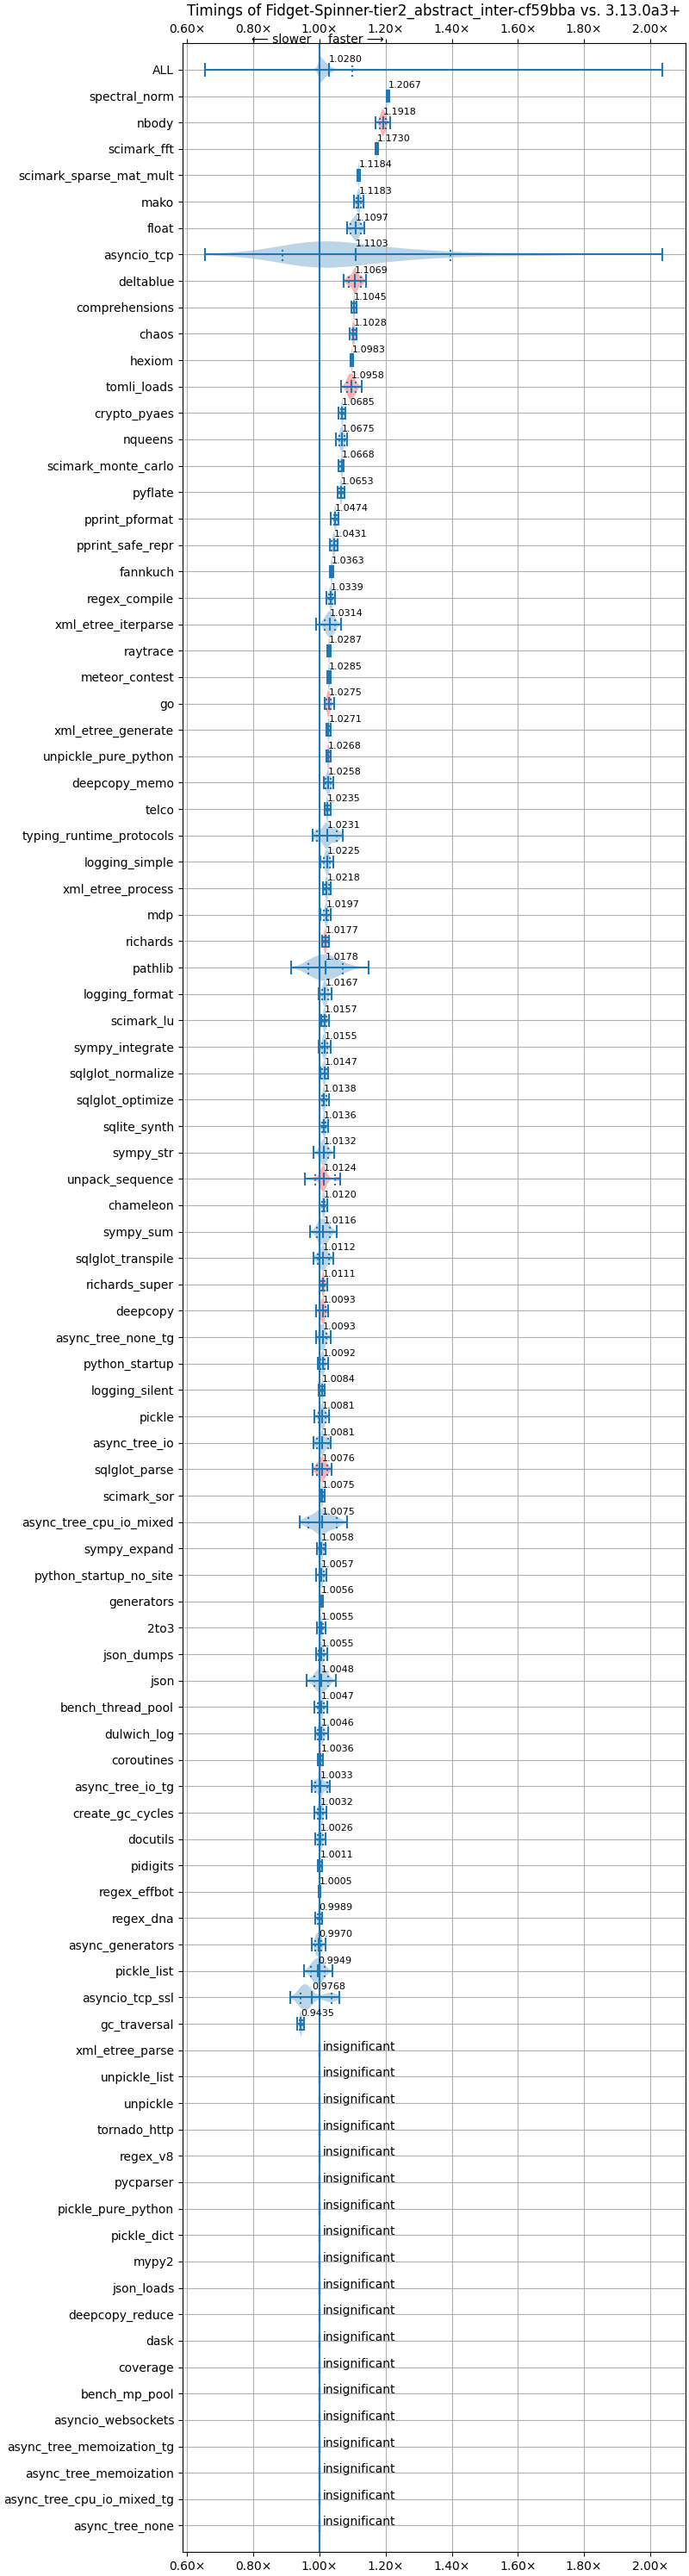 Timings of Fidget-Spinner-tier2_abstract_inter-cf59bba vs. 3.13.0a3+
0.60× 0.80× 1.00× 1.20× 1.40× 1.60× 1.80× 2.00×
⟵ slower faster ⟶
ALL 1.0280
spectral_norm 1.2067
nbody 1.1918
scimark_fft 1.1730
scimark_sparse_mat_mult 1.1184
mako 1.1183
float 1.1097
asyncio_tcp 1.1103
deltablue 1.1069
comprehensions 1.1045
chaos 1.1028
hexiom 1.0983
tomli_loads 1.0958
crypto_pyaes 1.0685
nqueens 1.0675
scimark_monte_carlo 1.0668
pyflate 1.0653
pprint_pformat 1.0474
pprint_safe_repr 1.0431
fannkuch 1.0363
regex_compile 1.0339
xml_etree_iterparse 1.0314
raytrace 1.0287
meteor_contest 1.0285
go 1.0275
xml_etree_generate 1.0271
unpickle_pure_python 1.0268
deepcopy_memo 1.0258
telco 1.0235
typing_runtime_protocols 1.0231
logging_simple 1.0225
xml_etree_process 1.0218
mdp 1.0197
richards 1.0177
pathlib 1.0178
logging_format 1.0167
scimark_lu 1.0157
sympy_integrate 1.0155
sqlglot_normalize 1.0147
sqlglot_optimize 1.0138
sqlite_synth 1.0136
sympy_str 1.0132
unpack_sequence 1.0124
chameleon 1.0120
sympy_sum 1.0116
sqlglot_transpile 1.0112
richards_super 1.0111
deepcopy 1.0093
async_tree_none_tg 1.0093
python_startup 1.0092
logging_silent 1.0084
pickle 1.0081
async_tree_io 1.0081
sqlglot_parse 1.0076
scimark_sor 1.0075
async_tree_cpu_io_mixed 1.0075
sympy_expand 1.0058
python_startup_no_site 1.0057
generators 1.0056
2to3 1.0055
json_dumps 1.0055
json 1.0048
bench_thread_pool 1.0047
dulwich_log 1.0046
coroutines 1.0036
async_tree_io_tg 1.0033
create_gc_cycles 1.0032
docutils 1.0026
pidigits 1.0011
regex_effbot 1.0005
regex_dna 0.9989
async_generators 0.9970
pickle_list 0.9949
asyncio_tcp_ssl 0.9768
gc_traversal 0.9435
xml_etree_parse insignificant
unpickle_list insignificant
unpickle insignificant
tornado_http insignificant
regex_v8 insignificant
pycparser insignificant
pickle_pure_python insignificant
pickle_dict insignificant
mypy2 insignificant
json_loads insignificant
deepcopy_reduce insignificant
dask insignificant
coverage insignificant
bench_mp_pool insignificant
asyncio_websockets insignificant
async_tree_memoization_tg insignificant
async_tree_memoization insignificant
async_tree_cpu_io_mixed_tg insignificant
async_tree_none insignificant
0.60× 0.80× 1.00× 1.20× 1.40× 1.60× 1.80× 2.00×